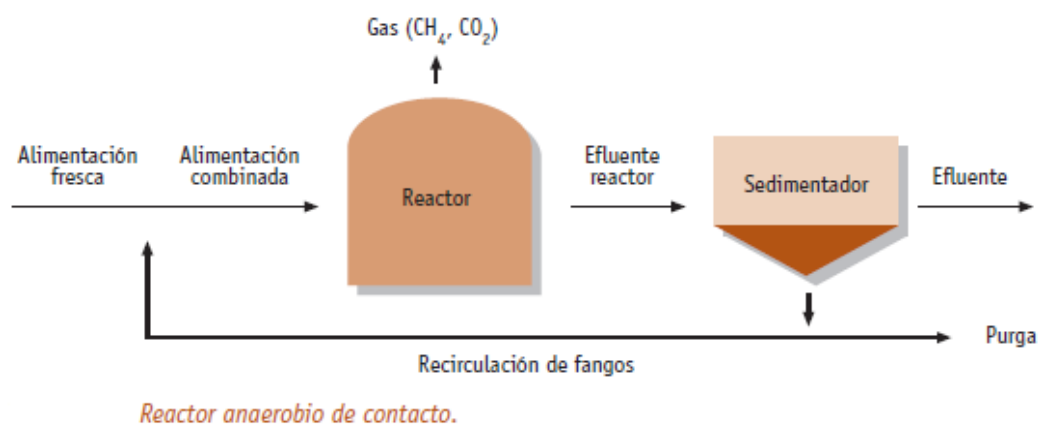 Gas (CH4, CO2)
Alimentación
fresca
Alimentación
combinada
Reactor
Efluente
reactor
Sedimentador
Efluente
Purga
Recirculación de fangos
Reactor anaerobio de contacto.